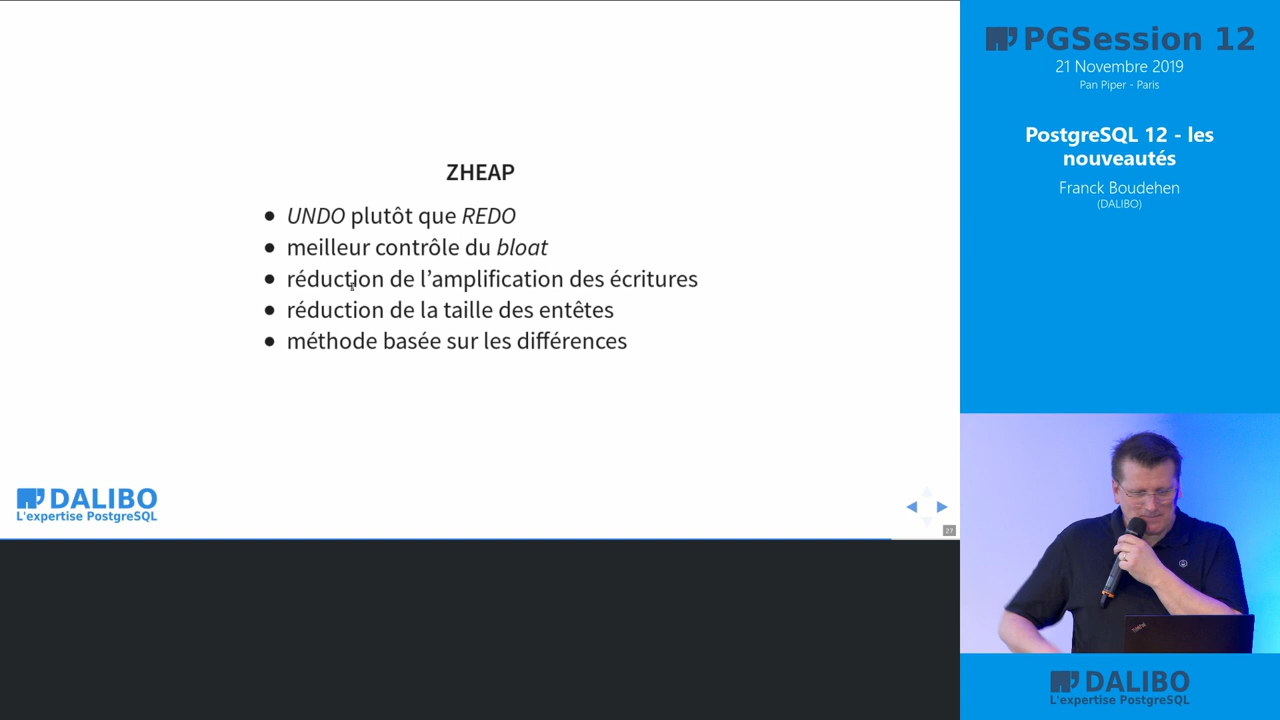 ZHEAP
UNDO plutôt que REDO
meilleur contrôle du bloat
réduction de l’amplification des écritures
réduction de la taille des entêtes
méthode basée sur les différences
DALIBO
L'expertise PostgreSQL
27
PGSession 12
21 Novembre 2019
Pan Piper - Paris
PostgreSQL 12 - les
nouveautés
Franck Boudehen
(DALIBO)
DALIBO
L'expertise PostgreSQL